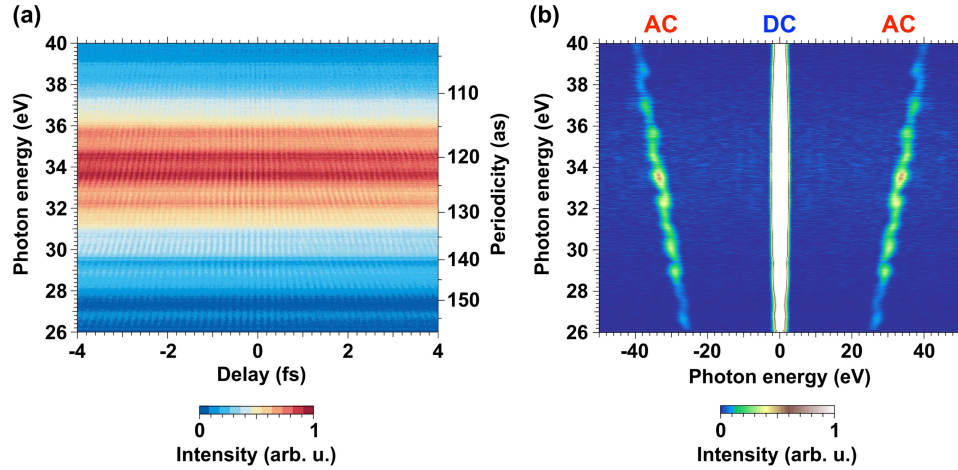 (a)
Photon energy (eV)
40
38
36
34
32
30
28
26
-4
-2
0
2
4
Delay (fs)
110
120
130
140
150
Periodicity (as)
0
1
Intensity (arb. u.)
(b)
AC
DC
AC
Photon energy (eV)
40
38
36
34
32
30
28
26
-40
-20
0
20
40
Photon energy (eV)
0
1
Intensity (arb. u.)